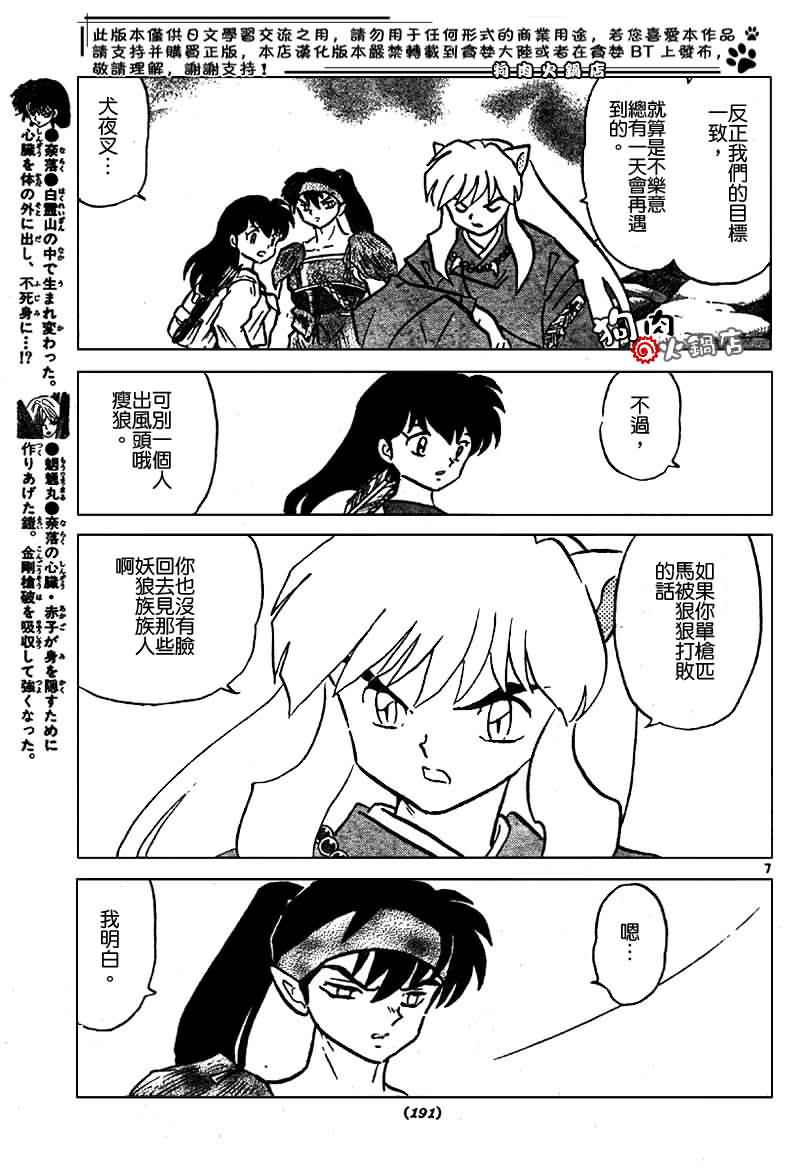 此版本僅供日文學習交流之用，請勿用于任何形式的商業用途，若您喜愛本作品
請支持并購買正版，本店漢化版本嚴禁轉載到貪婪大陸或者在貪婪 BT 上發布，
敬請理解，謝謝支持！
狗肉火鍋店
反正我們的目標
一致，
就算是不樂意
總有一天會再遇
到的。
犬夜叉…
狗肉
火鍋店
不過，
可別一個人
出風頭哦
瘦狼。
如果你單槍匹
馬被狠狠打敗
的話
你也沒有臉
回去見那些
妖狼族族人
啊
7
嗯…
我明白。
●奈落●白霊山の中で生まれ変わった。
心臓を体の外に出し、不死身に…!?
●魍魎丸●奈落の心臓・赤子が身を隠すために
作りあげた鎧。金剛槍破を吸収して強くなった。
(191)